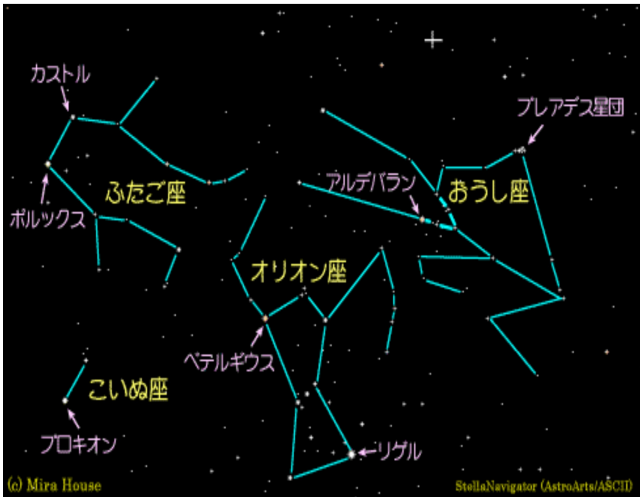 カストル
プレアデス星団
アルデバラン
おうし座
ふたご座
ポルックス
オリオン座
ベテルギウス
こいぬ座
プロキオン
リゲル
(c) Mira House
StellaNavigator (AstroArts/ASCII)